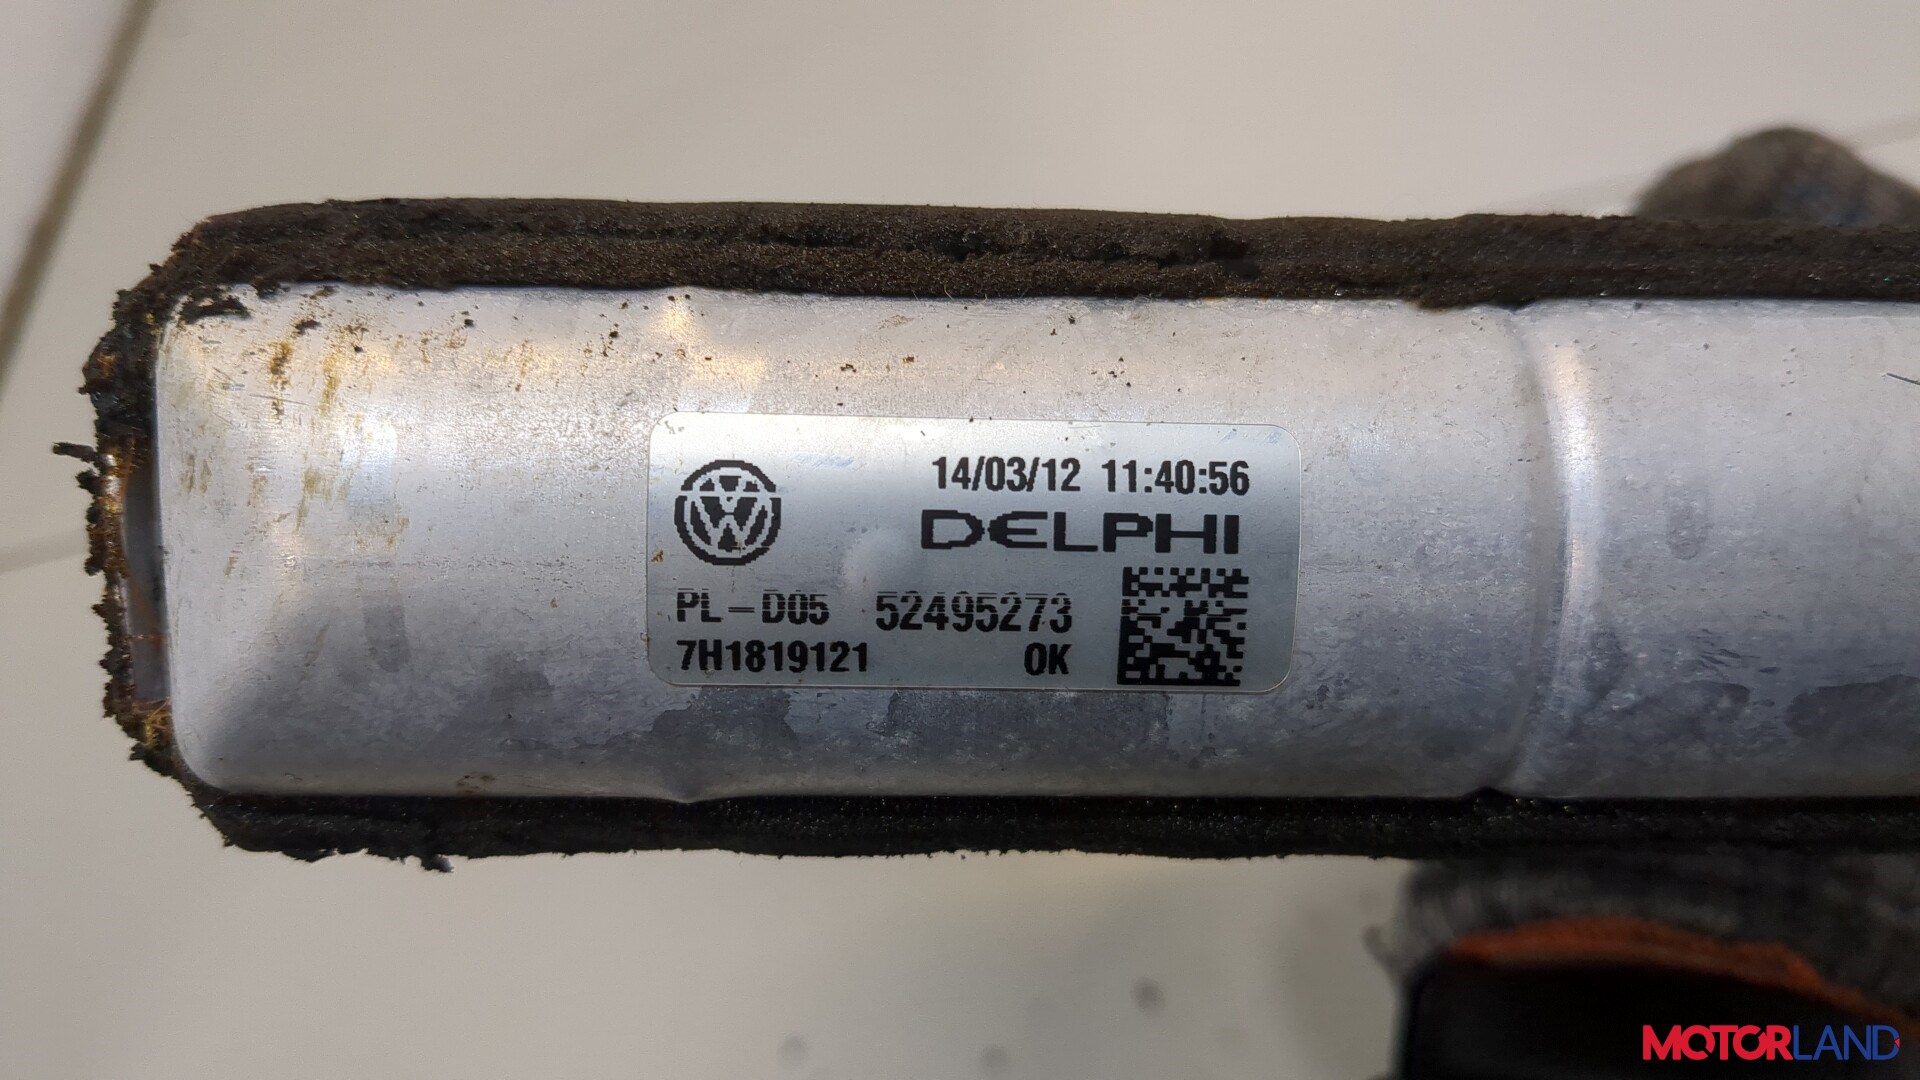 14/03/12 11:40:56
DELPHI
PL-D05 52495273
7H1819121 OK
MOTORLAND